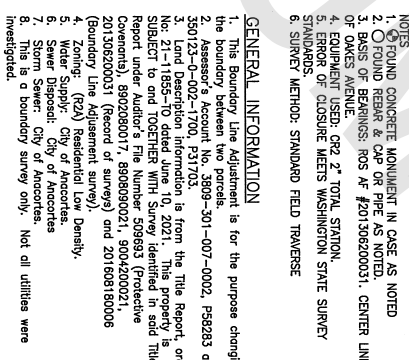 NOTES
1. FOUND CONCRETE MONUMENT IN CASE AS NOTED
2. FOUND REBAR & CAP OR PIPE AS NOTED.
3. BASIS OF BEARINGS: ROS AF #201306200031. CENTER LIN
OF OAKES AVENUE.
4. EQUIPMENT USED: CR2 2" TOTAL STATION.
5. ERROR OF CLOSURE MEETS WASHINGTON STATE SURVEY
STANDARDS.
6. SURVEY METHOD: STANDARD FIELD TRAVERSE
GENERAL INFORMATION
1. This Boundary Line Adjustment is for the purpose changi
the boundary between two parcels.
2. Assessor's Account No. 3809-301-007-0002, P58283 a
350123-0-002-1700, P31703.
3. Land Description information is from the Title Report, or
No: 21-11855-TO dated June 10, 2021. This property is
SUBJECT to and TOGETHER WITH Survey identified in said Titl
Report under Auditor's File Number 509693 (Protective
Covenants), 8902080017, 8908090021, 9004200021,
201306200031 (Record of surveys) and 201608180006
(Boundary Line Adjusement survey).
4. Zoning: (R2A) Residential Low Density.
5. Water Supply: City of Anacortes.
6. Sewer Disposal: City of Anacortes
7. Storm Sewer: City of Anacortes.
8. This is a boundary survey only. Not all utilities were
investigated.